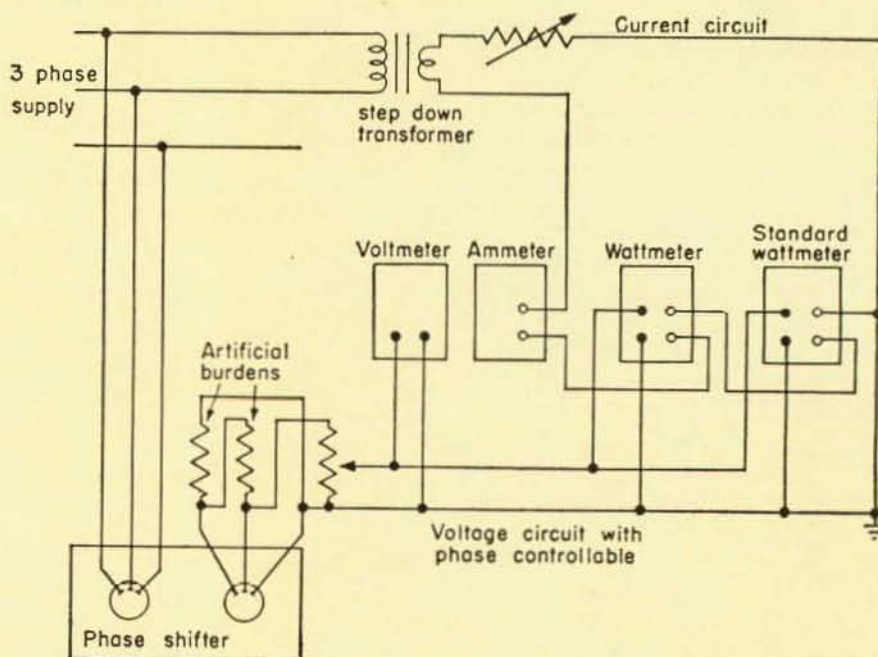 Current circuit
3 phase
supply
step down
transformer
Voltmeter
Ammeter
Wattmeter
Standard
wattmeter
Artificial
burdens
Voltage circuit with
phase controllable
Phase shifter